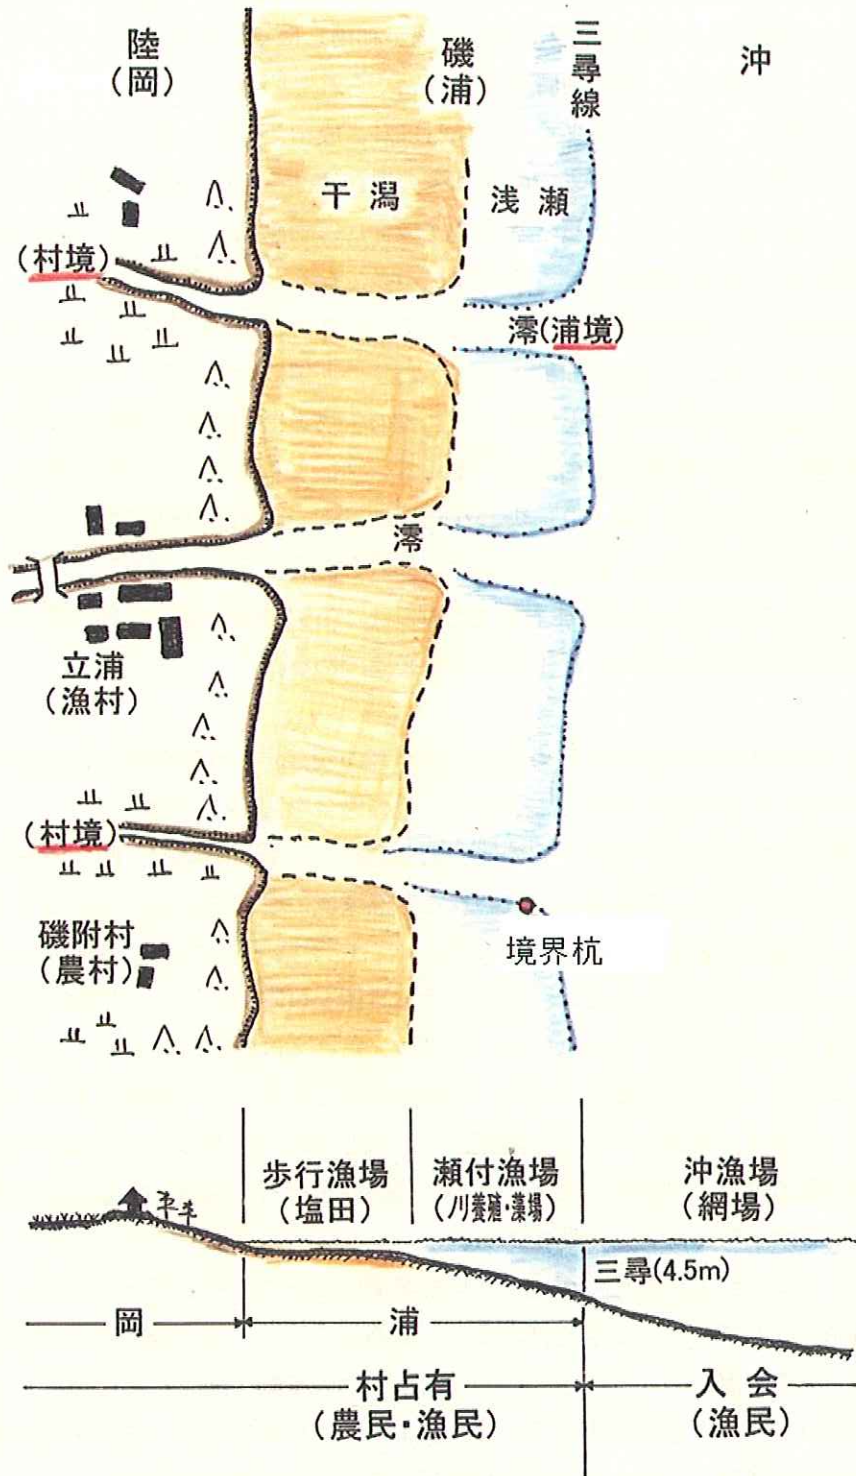 陸
(岡)
磯
(浦)
三尋線
沖
干潟
浅瀬
(村境)
澪(浦境)
澪
立浦
(漁村)
(村境)
磯附村
(農村)
境界杭
歩行漁場
(塩田)
瀬付漁場
(川養殖・藻場)
沖漁場
(網場)
三尋(4.5m)
岡
浦
村占有
(農民・漁民)
入会
(漁民)